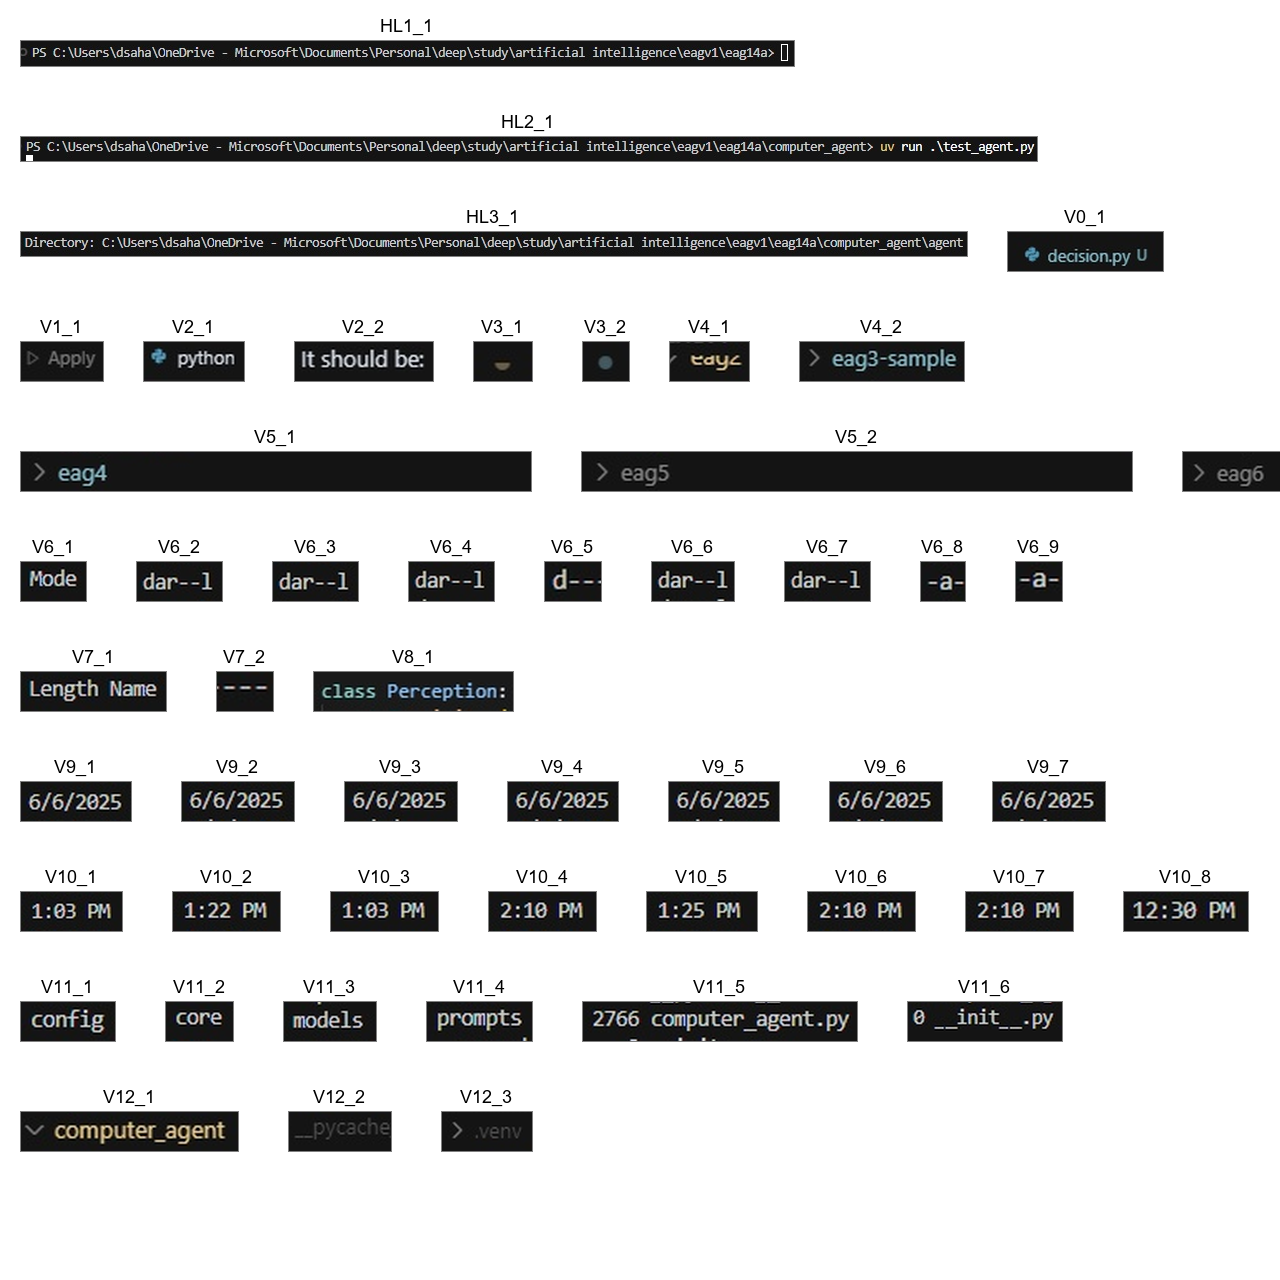 HL1_1
PS C:\Users\dsaha\OneDrive - Microsoft\Documents\Personal\deep\study\artificial intelligence\eagv1\eag14a>
HL2_1
PS C:\Users\dsaha\OneDrive - Microsoft\Documents\Personal\deep\study\artificial intelligence\eagv1\eag14a\computer_agent> uv run .\test_agent.py
HL3_1 V0_1
Directory: C:\Users\dsaha\OneDrive - Microsoft\Documents\Personal\deep\study\artificial intelligence\eagv1\eag14a\computer_agent\agent decision.py U
V1_1 V2_1 V2_2 V3_1 V3_2 V4_1 V4_2
Apply python It should be: eag2 > eag3-sample
V5_1 V5_2
> eag4 > eag5 > eag6
V6_1 V6_2 V6_3 V6_4 V6_5 V6_6 V6_7 V6_8 V6_9
Mode dar--l dar--l dar--l d--- dar--l dar--l -a- -a-
V7_1 V7_2 V8_1
Length Name ---- class Perception:
V9_1 V9_2 V9_3 V9_4 V9_5 V9_6 V9_7
6/6/2025 6/6/2025 6/6/2025 6/6/2025 6/6/2025 6/6/2025 6/6/2025
V10_1 V10_2 V10_3 V10_4 V10_5 V10_6 V10_7 V10_8
1:03 PM 1:22 PM 1:03 PM 2:10 PM 1:25 PM 2:10 PM 2:10 PM 12:30 PM
V11_1 V11_2 V11_3 V11_4 V11_5 V11_6
config core models prompts 2766 computer_agent.py 0 __init__.py
V12_1 V12_2 V12_3
computer_agent __pycache > .venv